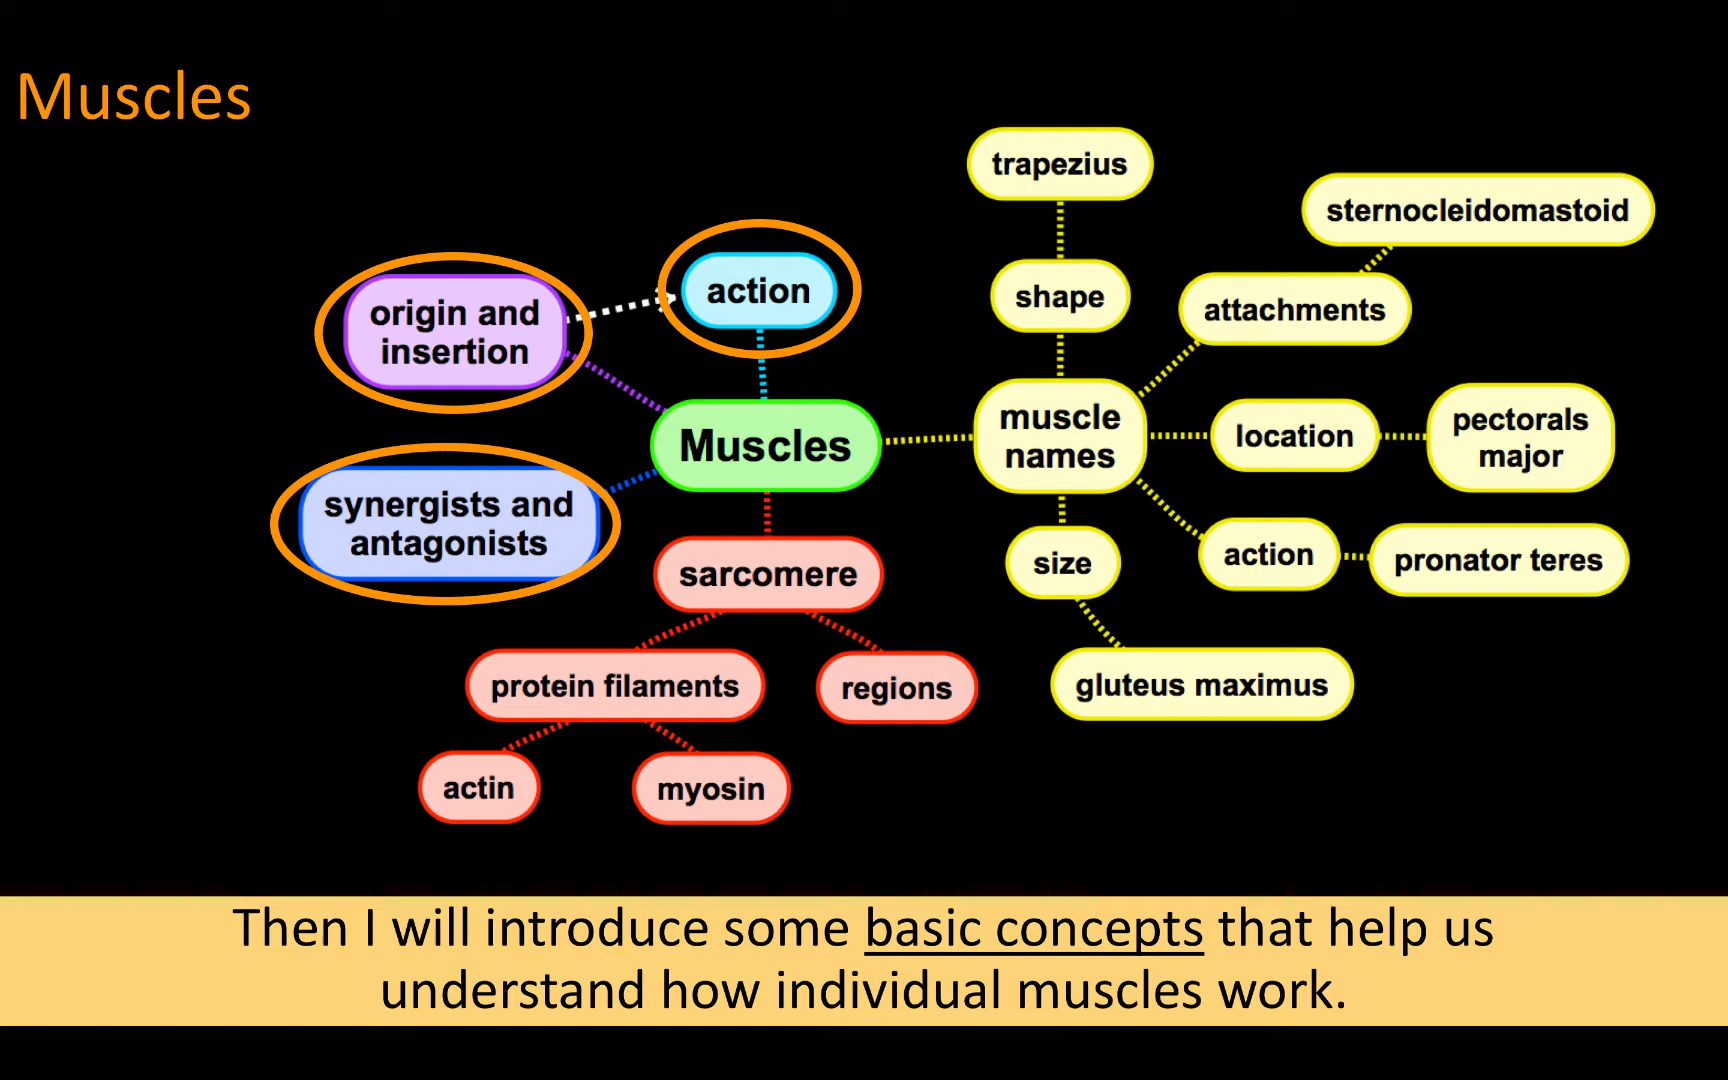 Muscles
trapezius
sternocleidomastoid
origin and
insertion
action
shape
attachments
Muscles
muscle
names
location
pectorals
major
synergists and
antagonists
sarcomere
size
action
pronator teres
protein filaments
regions
gluteus maximus
actin
myosin
Then I will introduce some basic concepts that help us
understand how individual muscles work.